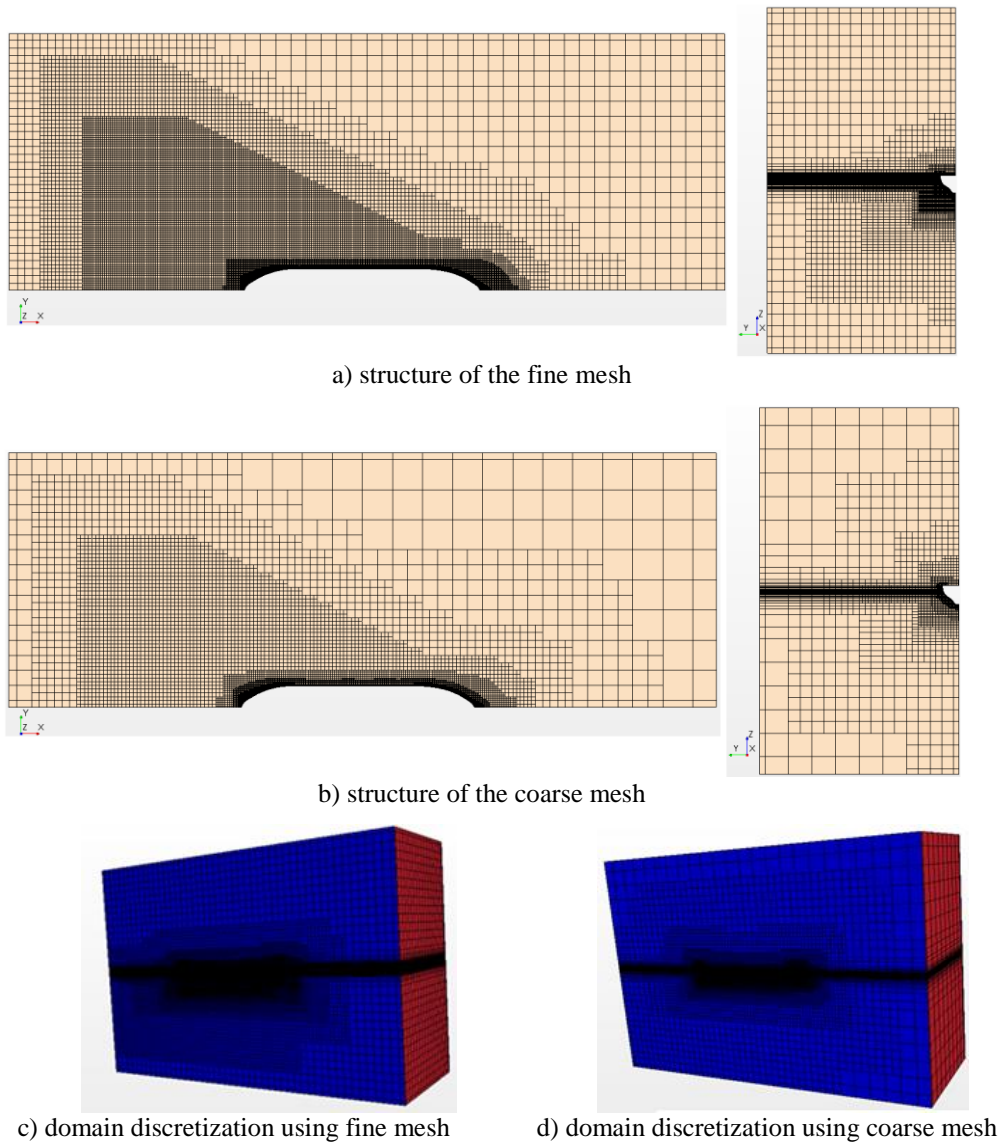 Y
Z X
Z
Y X
a) structure of the fine mesh
Y
Z X
Z
Y X
b) structure of the coarse mesh
c) domain discretization using fine mesh
d) domain discretization using coarse mesh